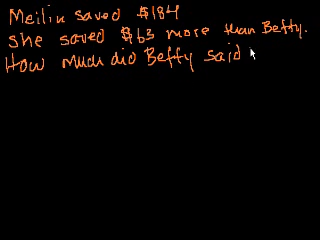 Meilin saved $184
She saved $63 more than Betty.
How much did Betty said